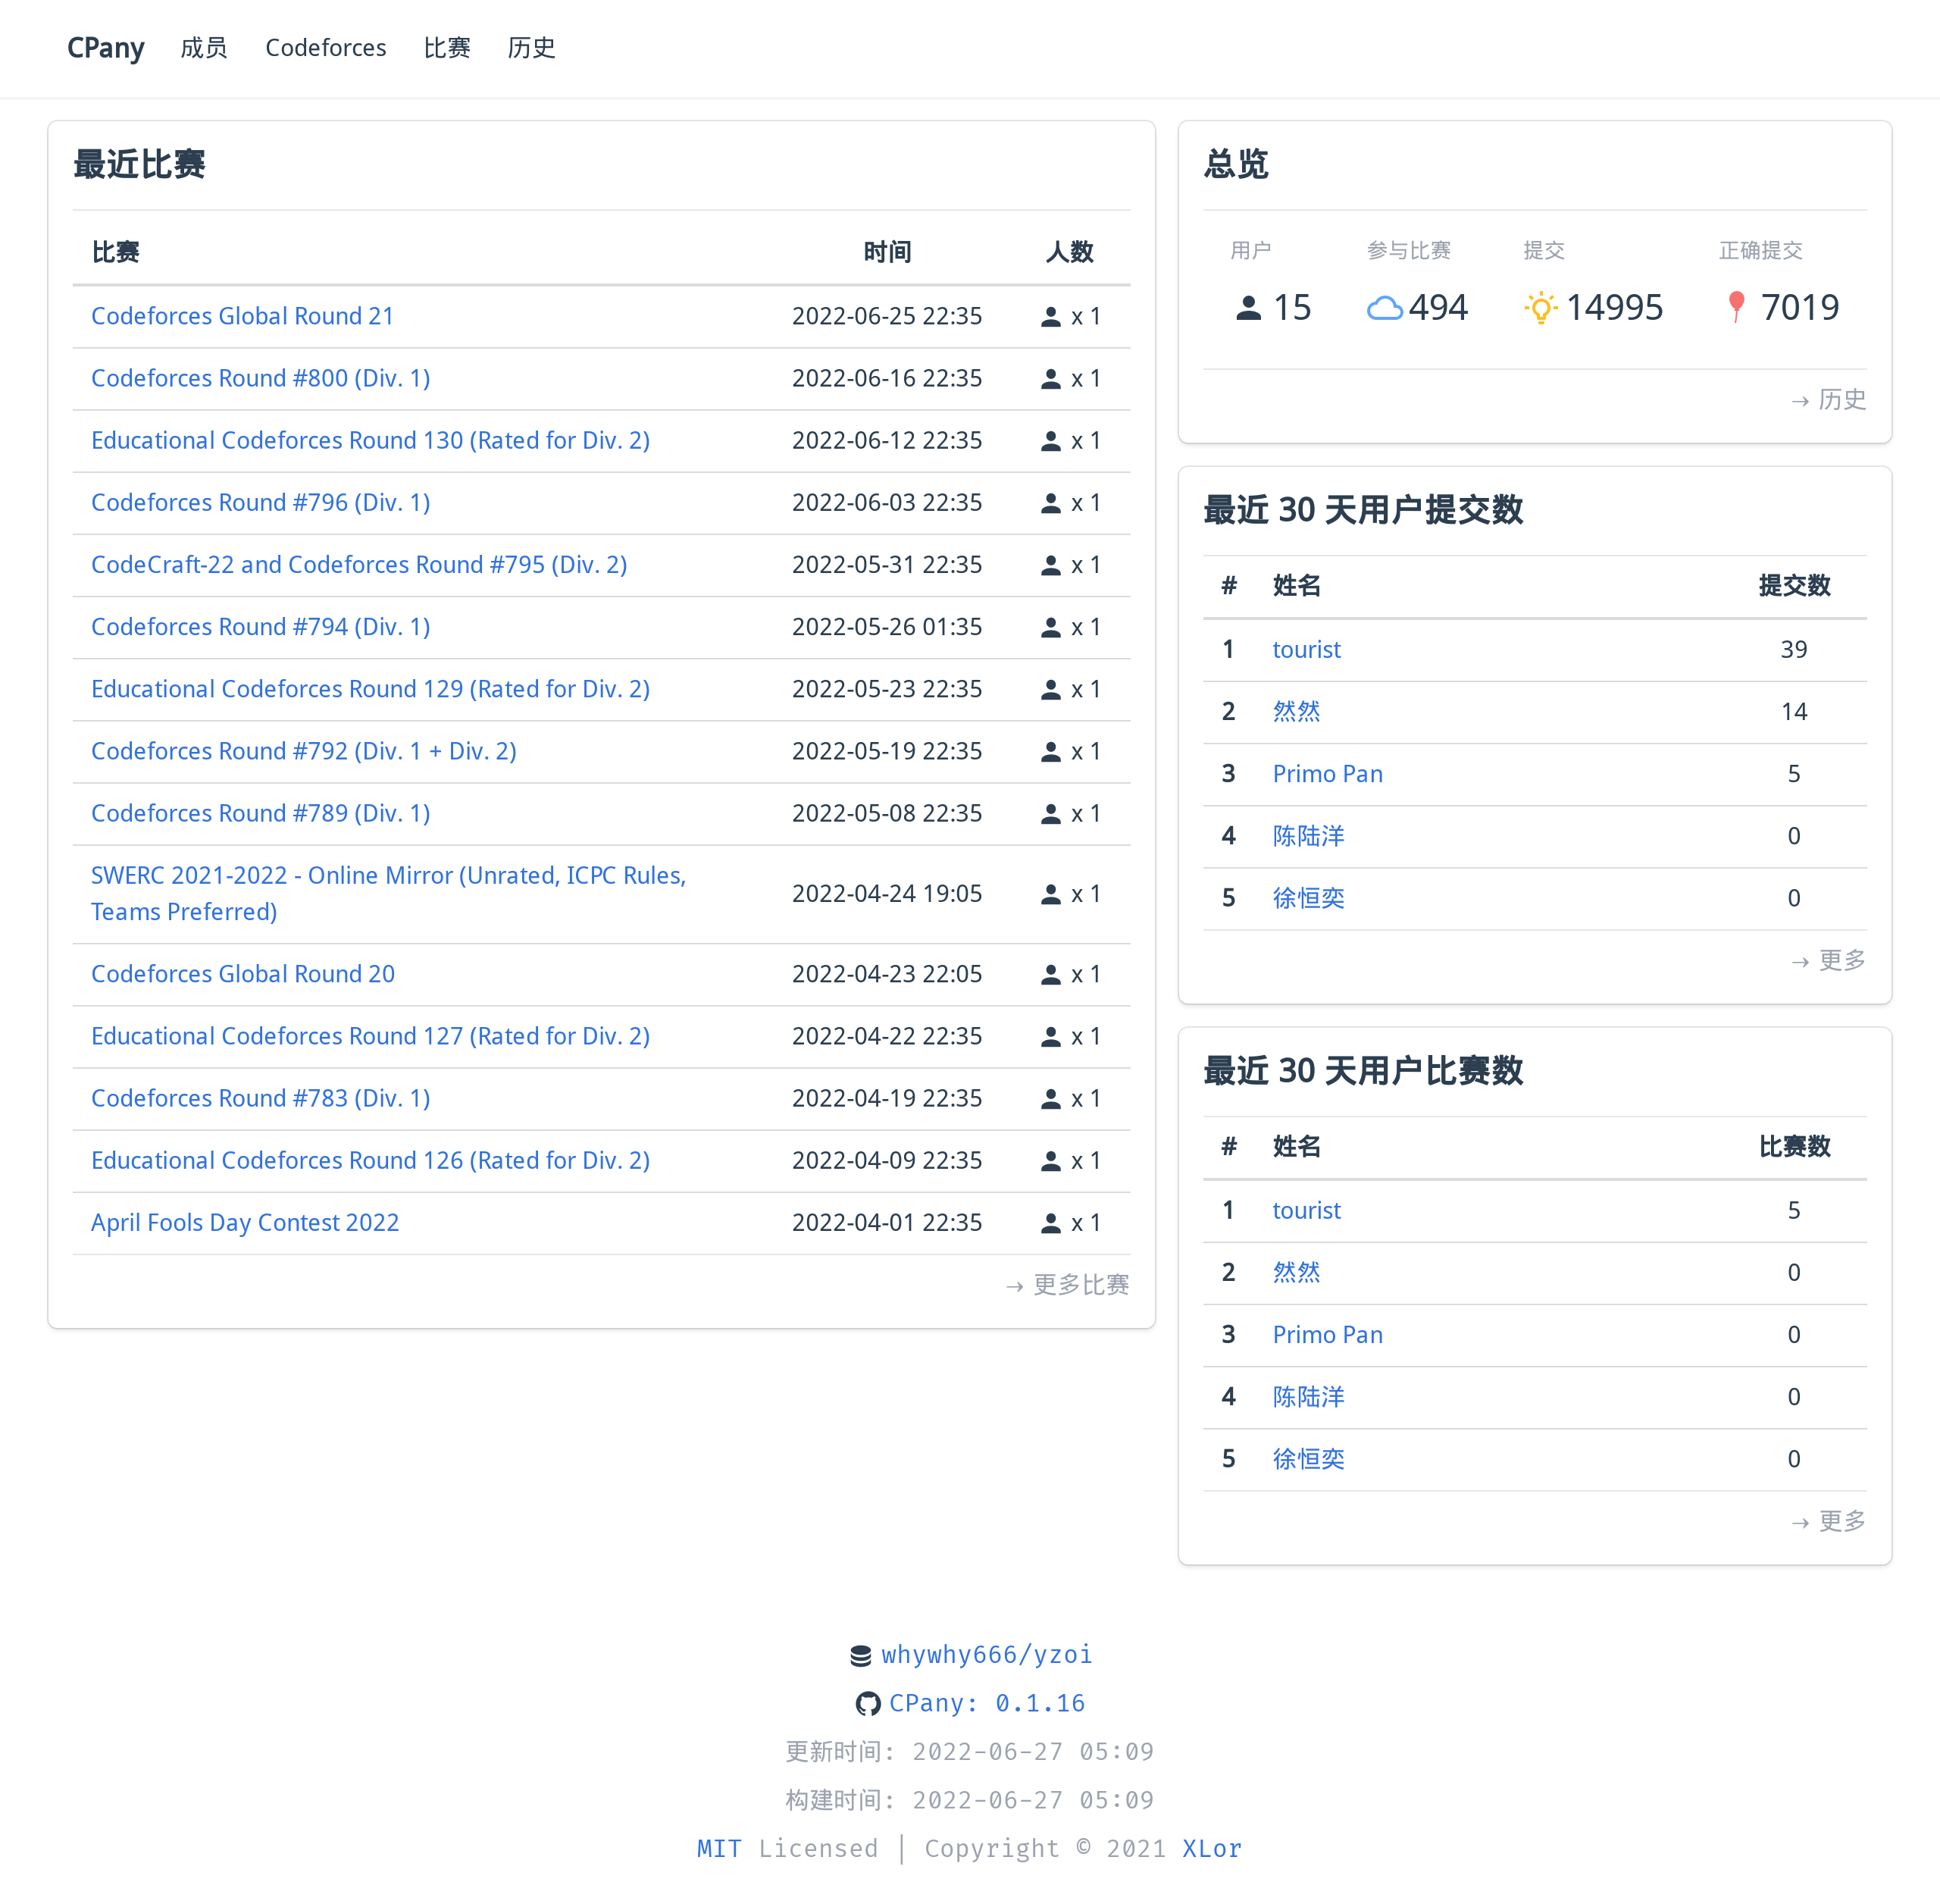 CPany 成员 Codeforces 比赛 历史
最近比赛
比赛 时间 人数
Codeforces Global Round 21 2022-06-25 22:35 x 1
Codeforces Round #800 (Div. 1) 2022-06-16 22:35 x 1
Educational Codeforces Round 130 (Rated for Div. 2) 2022-06-12 22:35 x 1
Codeforces Round #796 (Div. 1) 2022-06-03 22:35 x 1
CodeCraft-22 and Codeforces Round #795 (Div. 2) 2022-05-31 22:35 x 1
Codeforces Round #794 (Div. 1) 2022-05-26 01:35 x 1
Educational Codeforces Round 129 (Rated for Div. 2) 2022-05-23 22:35 x 1
Codeforces Round #792 (Div. 1 + Div. 2) 2022-05-19 22:35 x 1
Codeforces Round #789 (Div. 1) 2022-05-08 22:35 x 1
SWERC 2021-2022 - Online Mirror (Unrated, ICPC Rules,
Teams Preferred) 2022-04-24 19:05 x 1
Codeforces Global Round 20 2022-04-23 22:05 x 1
Educational Codeforces Round 127 (Rated for Div. 2) 2022-04-22 22:35 x 1
Codeforces Round #783 (Div. 1) 2022-04-19 22:35 x 1
Educational Codeforces Round 126 (Rated for Div. 2) 2022-04-09 22:35 x 1
April Fools Day Contest 2022 2022-04-01 22:35 x 1
→ 更多比赛
总览
用户 参与比赛 提交 正确提交
15 494 14995 7019
→ 历史
最近 30 天用户提交数
# 姓名 提交数
1 tourist 39
2 然然 14
3 Primo Pan 5
4 陈陆洋 0
5 徐恒奕 0
→ 更多
最近 30 天用户比赛数
# 姓名 比赛数
1 tourist 5
2 然然 0
3 Primo Pan 0
4 陈陆洋 0
5 徐恒奕 0
→ 更多
whywhy666/yzoi
CPany: 0.1.16
更新时间: 2022-06-27 05:09
构建时间: 2022-06-27 05:09
MIT Licensed | Copyright © 2021 XLor